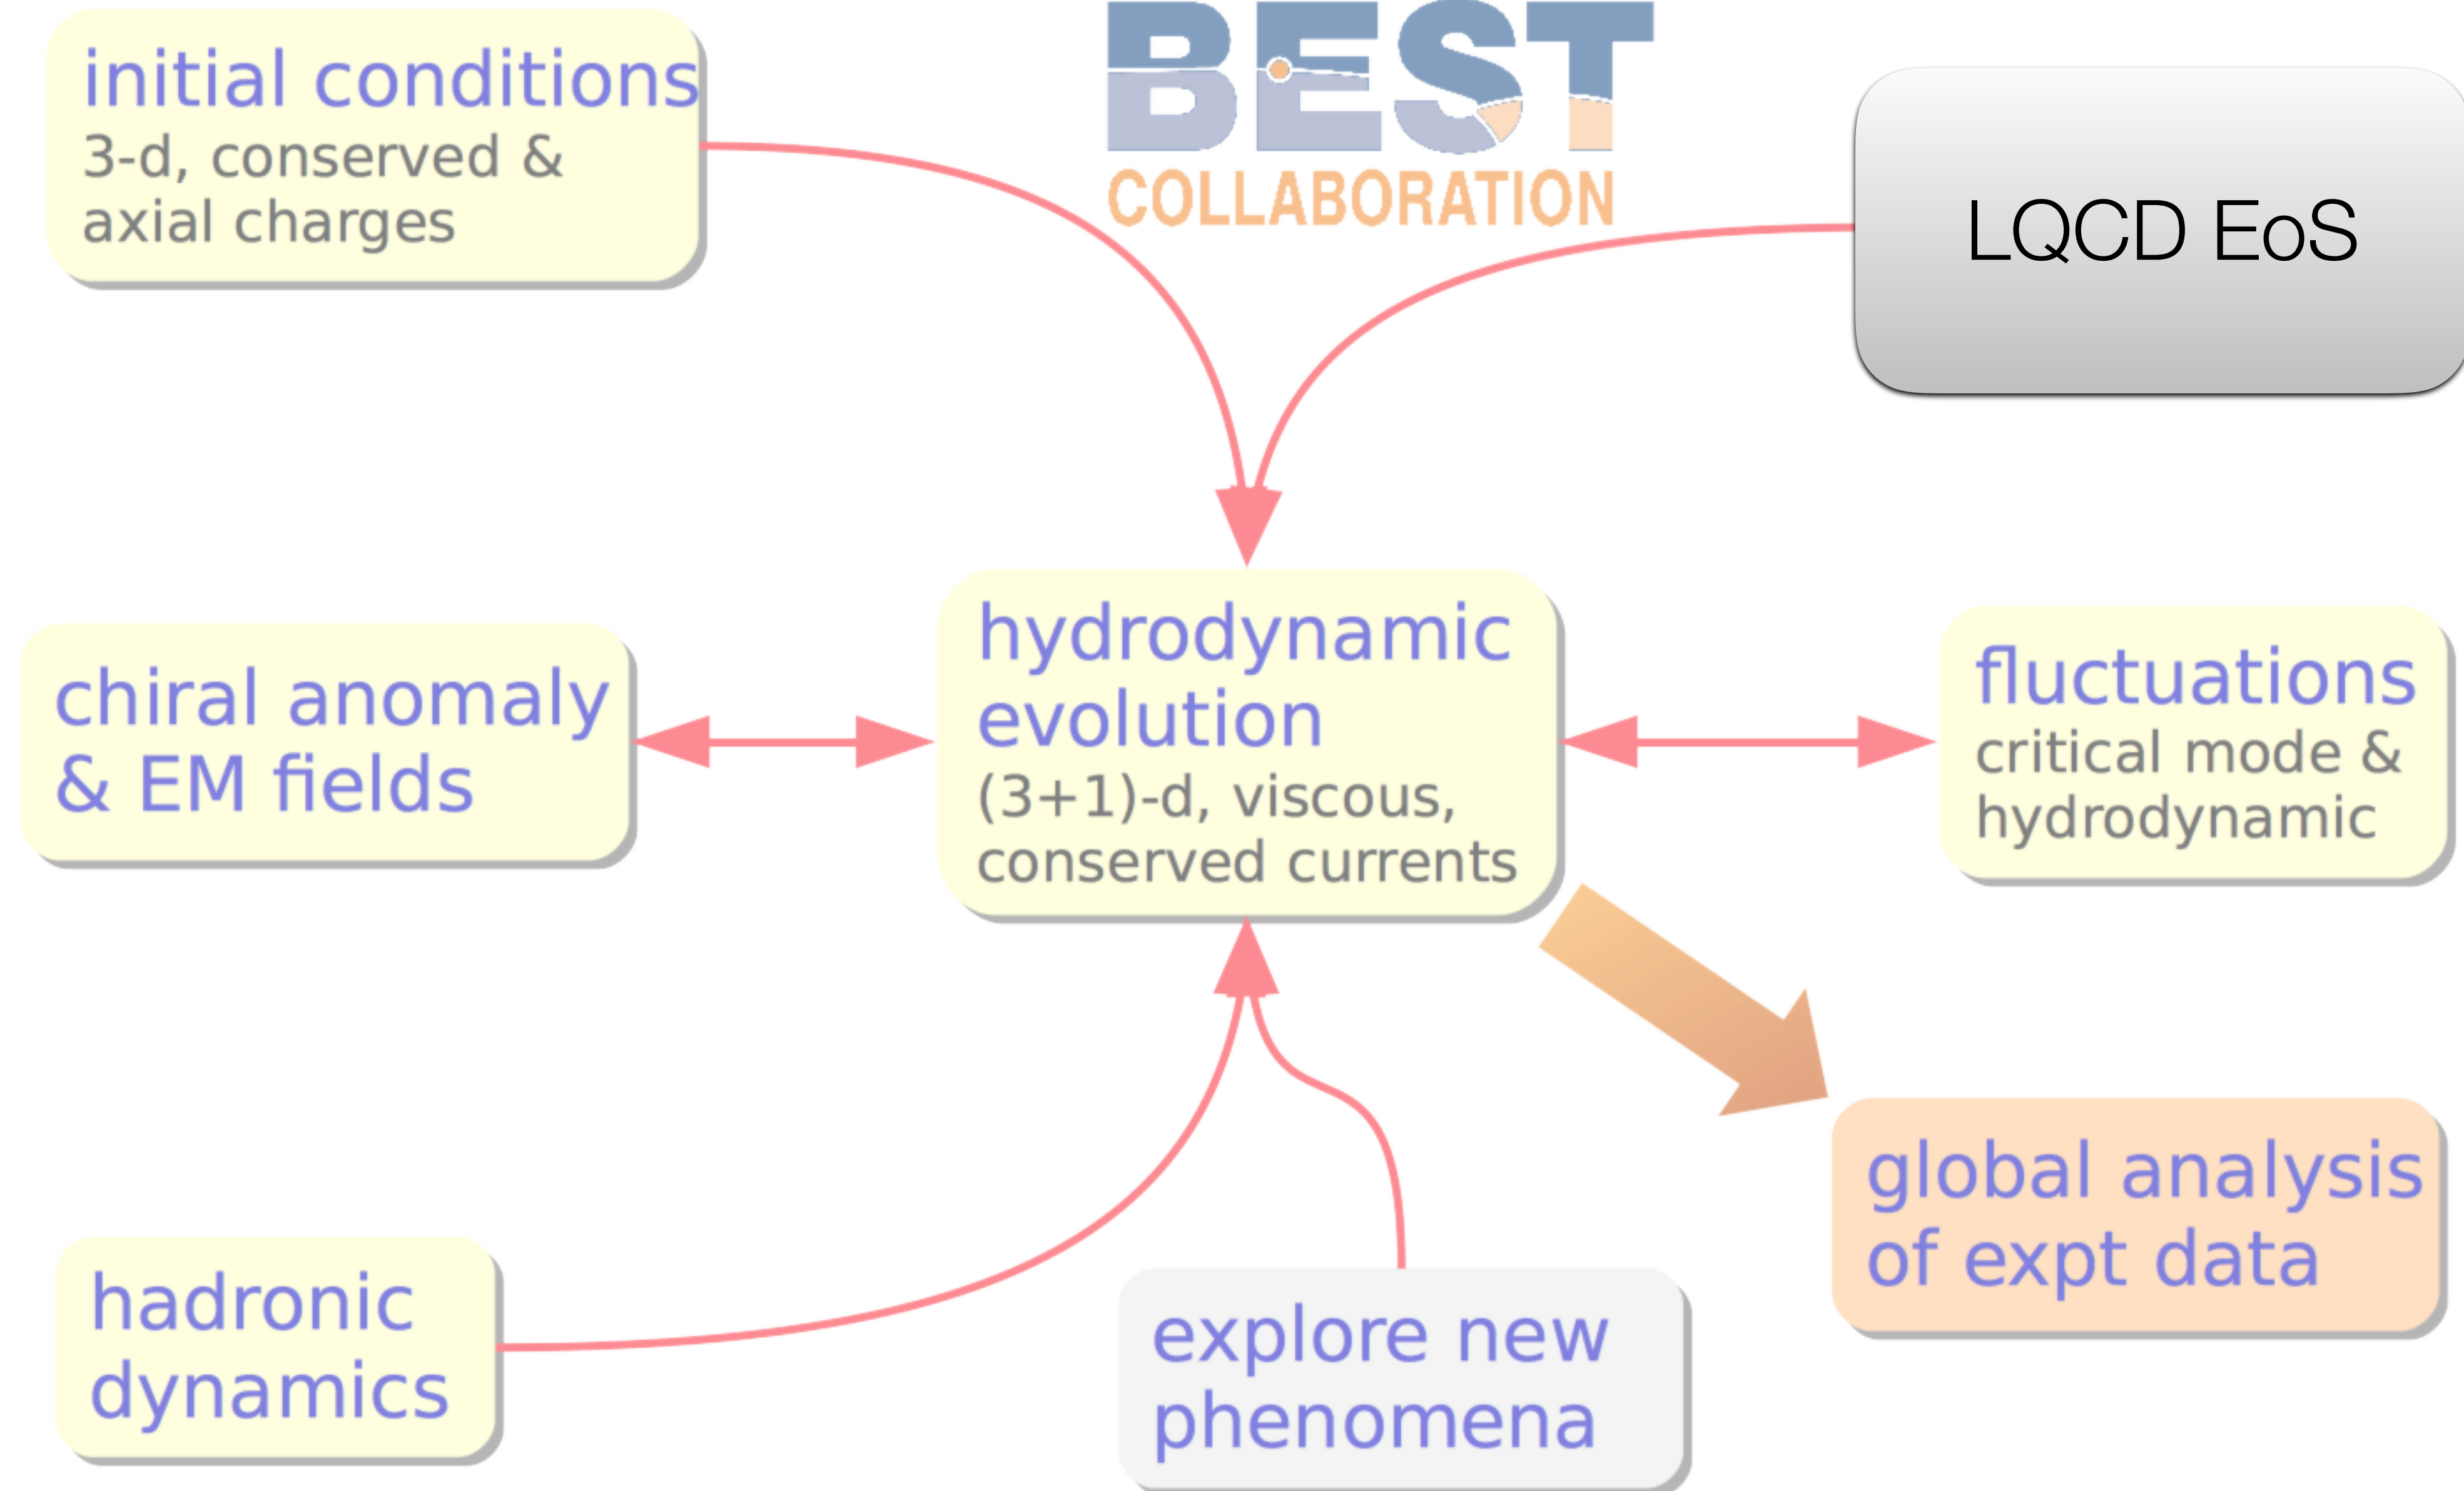 initial conditions
3-d, conserved &
axial charges
BEST
COLLABORATION
LQCD EoS
chiral anomaly
& EM fields
hydrodynamic
evolution
(3+1)-d, viscous,
conserved currents
fluctuations
critical mode &
hydrodynamic
hadronic
dynamics
explore new
phenomena
global analysis
of expt data